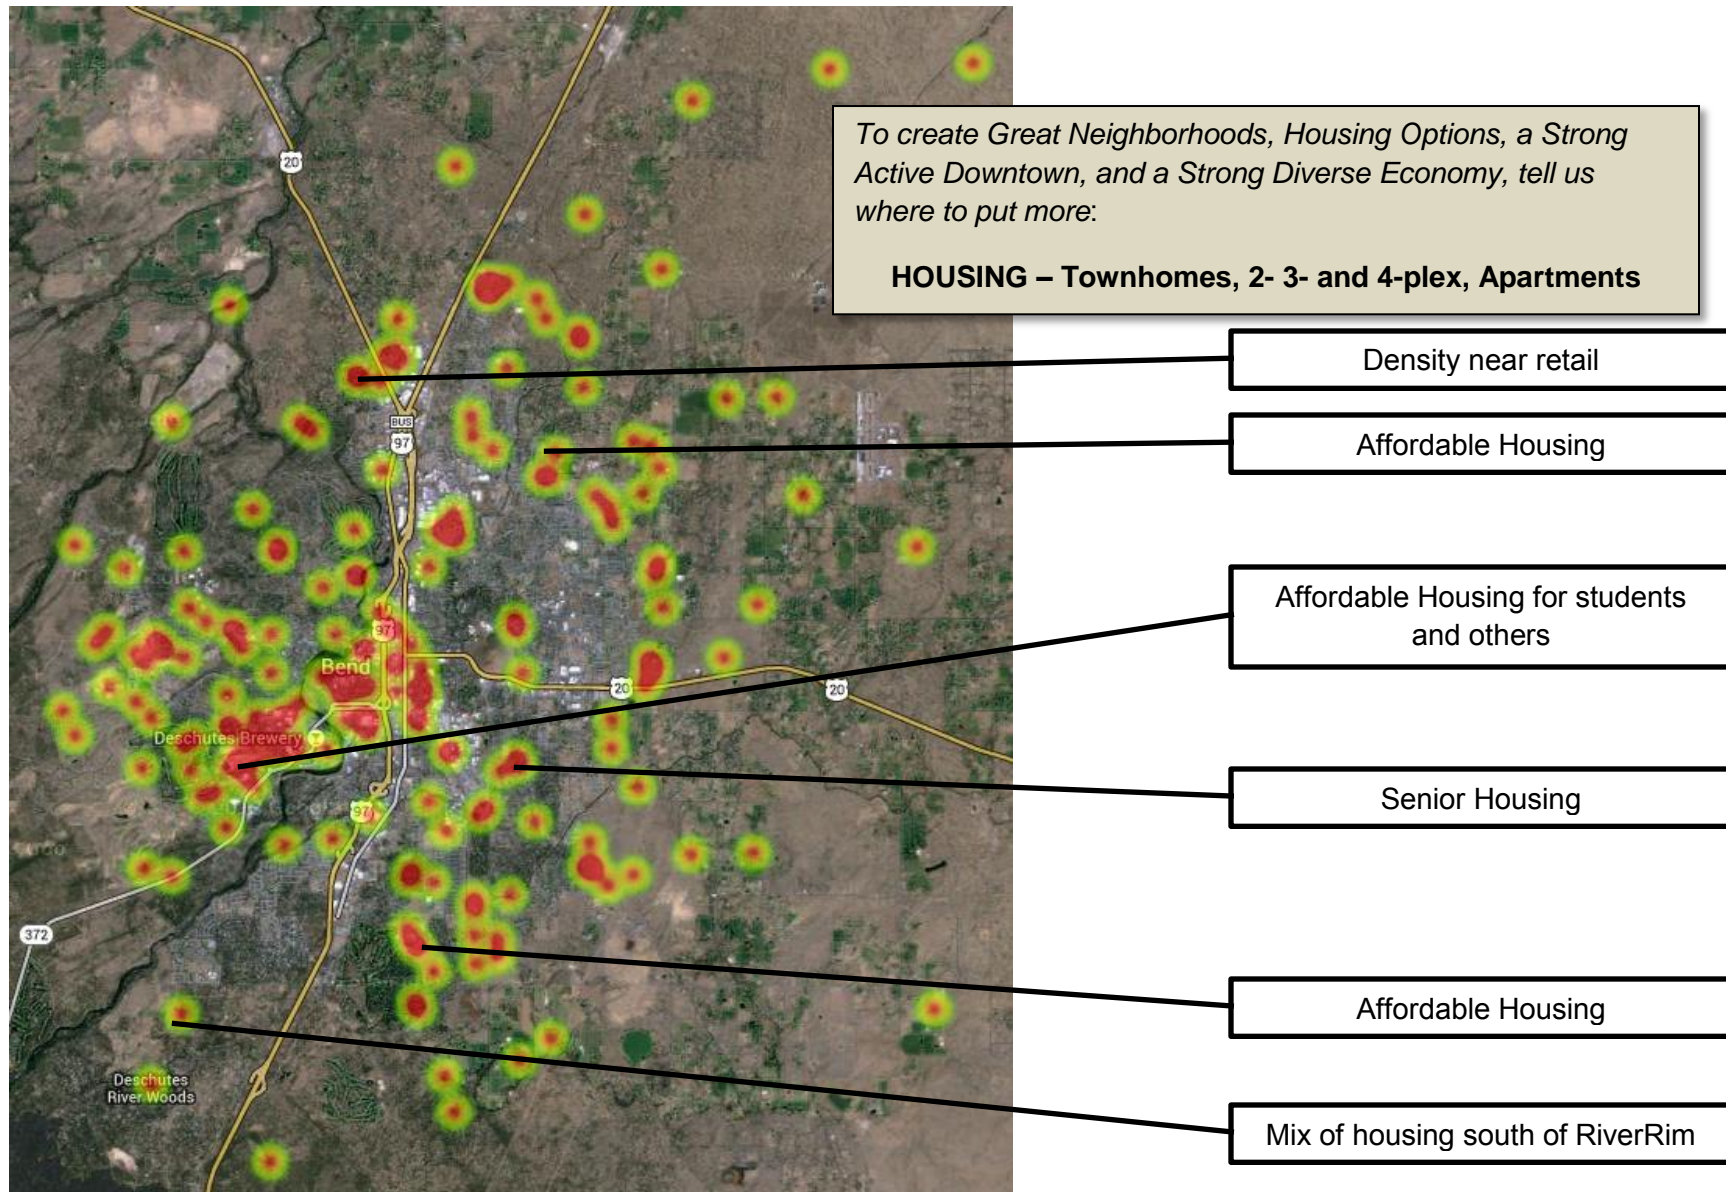 20
To create Great Neighborhoods, Housing Options, a Strong
Active Downtown, and a Strong Diverse Economy, tell us
where to put more:
HOUSING – Townhomes, 2- 3- and 4-plex, Apartments
Density near retail
BUS
97
Affordable Housing
Affordable Housing for students
and others
97
Bend
20
20
Deschutes Brewery
Senior Housing
97
372
Affordable Housing
Deschutes
River Woods
Mix of housing south of RiverRim